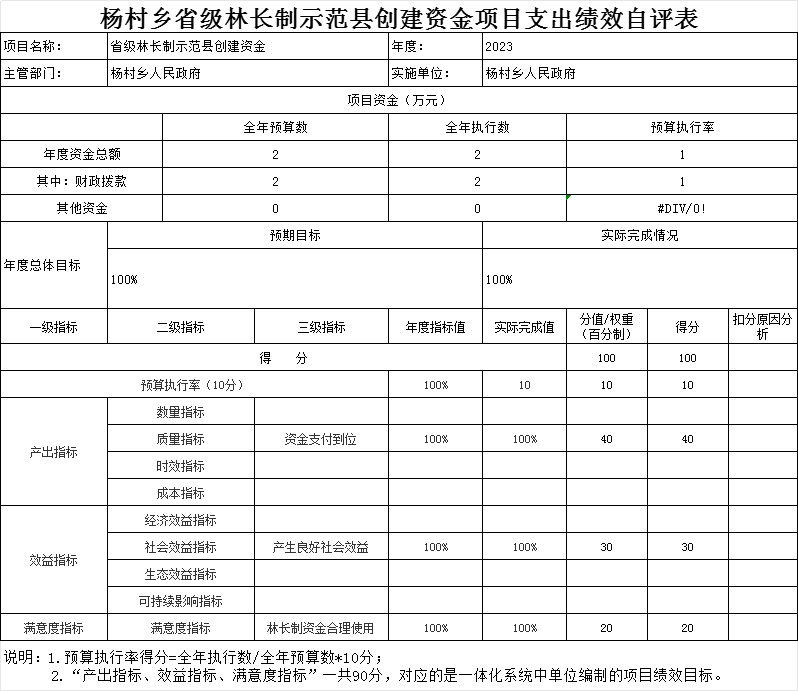 杨村乡省级林长制示范县创建资金项目支出绩效自评表
项目名称： 省级林长制示范县创建资金 年度： 2023
主管部门： 杨村乡人民政府 实施单位： 杨村乡人民政府
项目资金（万元）
全年预算数 全年执行数 预算执行率
年度资金总额 2 2 1
其中：财政拨款 2 2 1
其他资金 0 0 #DIV/0!
年度总体目标 预期目标 实际完成情况
100% 100%
一级指标 二级指标 三级指标 年度指标值 实际完成值 分值/权重（百分制） 得分 扣分原因分析
得 分 100 100
预算执行率（10分） 100% 10 10 10
产出指标 数量指标
质量指标 资金支付到位 100% 100% 40 40
时效指标
成本指标
效益指标 经济效益指标
社会效益指标 产生良好社会效益 100% 100% 30 30
生态效益指标
可持续影响指标
满意度指标 满意度指标 林长制资金合理使用 100% 100% 20 20
说明：1.预算执行率得分=全年执行数/全年预算数*10分；
2.“产出指标、效益指标、满意度指标”一共90分，对应的是一体化系统中单位编制的项目绩效目标。